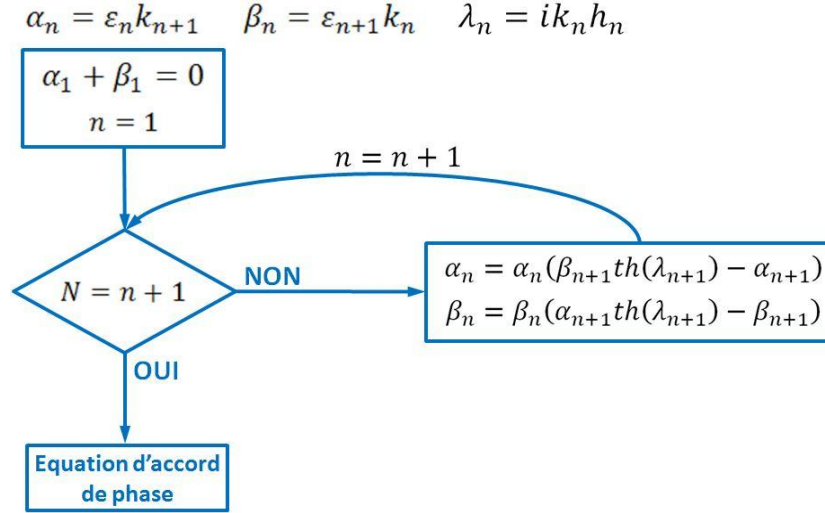 αₙ = εₙkₙ₊₁ βₙ = εₙ₊₁kₙ λₙ = ikₙhₙ
α₁ + β₁ = 0
n = 1
n = n + 1
N = n + 1
NON
αₙ = αₙ(βₙ₊₁th(λₙ₊₁) − αₙ₊₁)
βₙ = βₙ(αₙ₊₁th(λₙ₊₁) − βₙ₊₁)
OUI
Equation d’accord
de phase